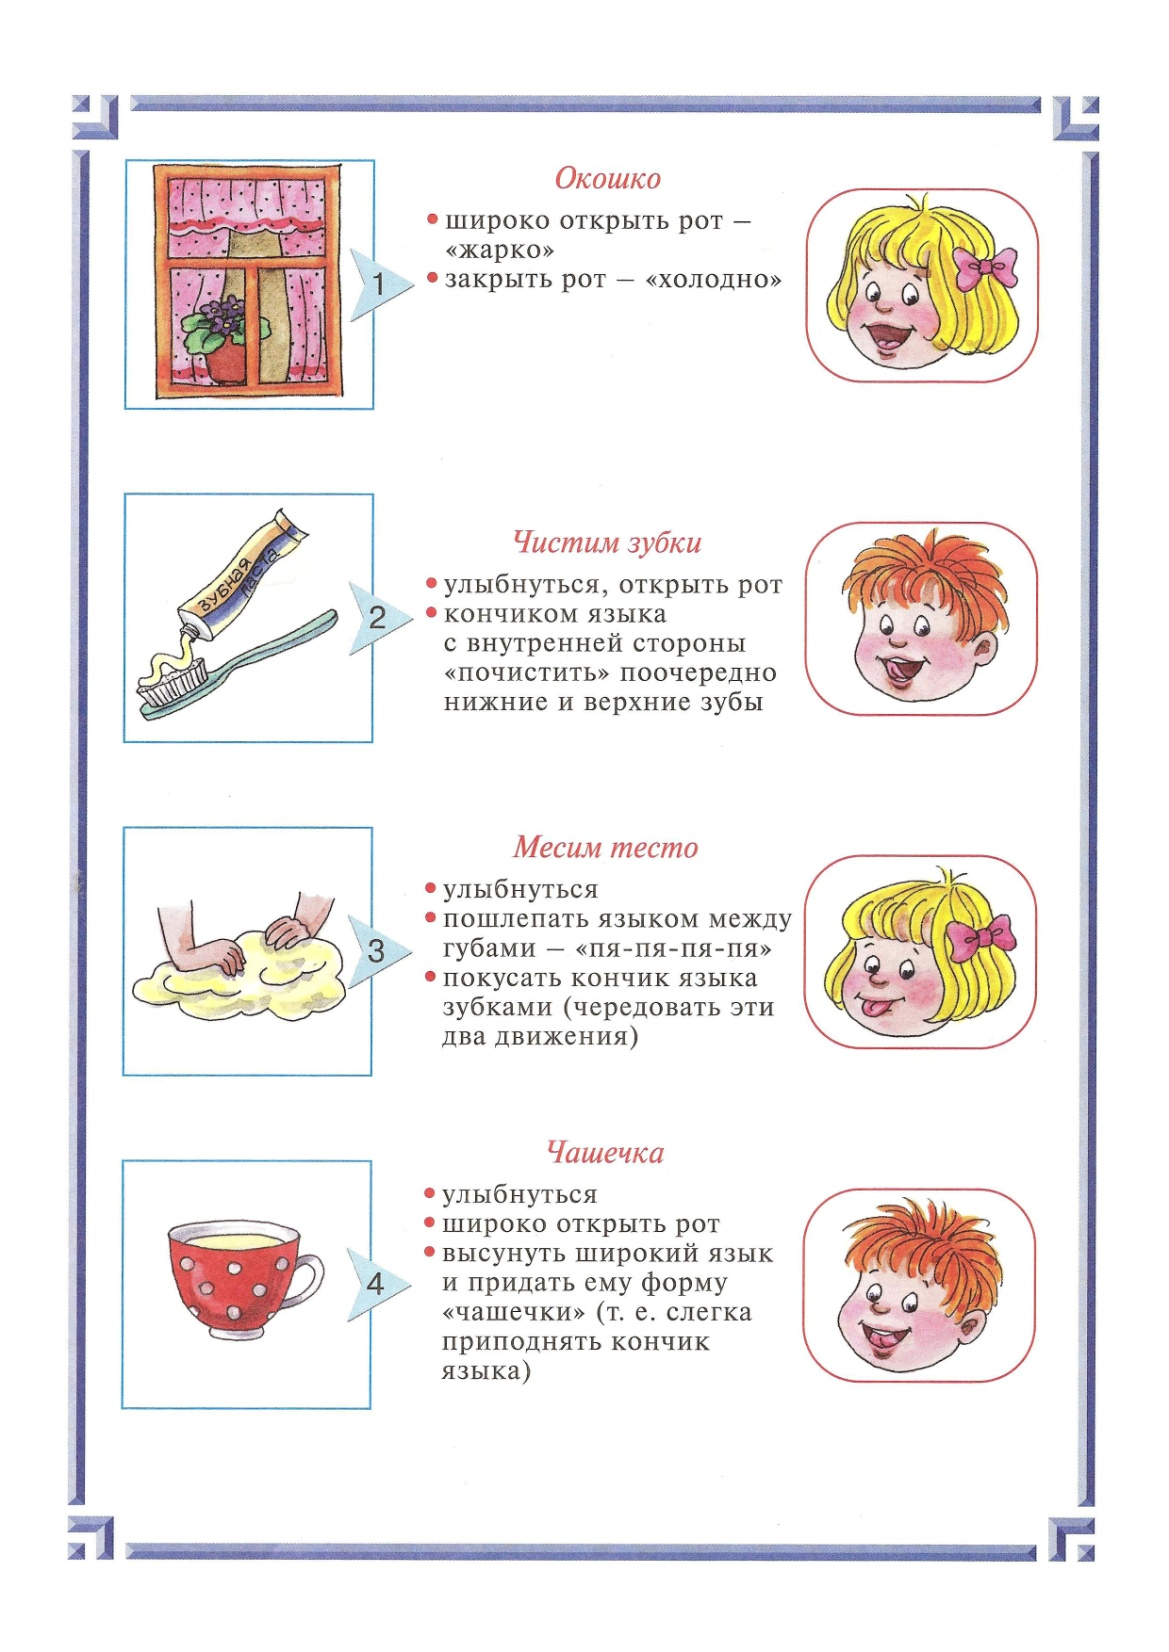 Окошко
• широко открыть рот –
«жарко»
• закрыть рот – «холодно»
1
Чистим зубки
• улыбнуться, открыть рот
• кончиком языка
с внутренней стороны
«почистить» поочередно
нижние и верхние зубы
зубная
паста
2
Месим тесто
• улыбнуться
• пошлепать языком между
губами – «пя-пя-пя-пя»
• покусать кончик языка
зубками (чередовать эти
два движения)
3
Чашечка
• улыбнуться
• широко открыть рот
• высунуть широкий язык
и придать ему форму
«чашечки» (т. е. слегка
приподнять кончик
языка)
4